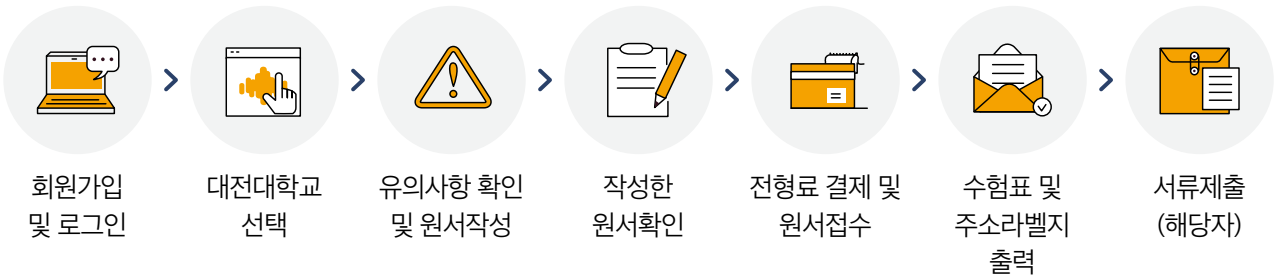 회원가입
및 로그인
대전대학교
선택
유의사항 확인
및 원서작성
작성한
원서확인
전형료 결제 및
원서접수
수험표 및
주소라벨지
출력
서류제출
(해당자)